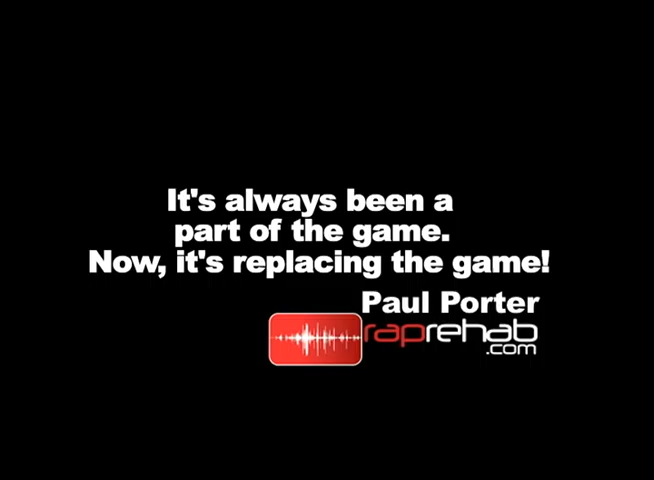 It's always been a
part of the game.
Now, it's replacing the game!
Paul Porter
raprehab
.com